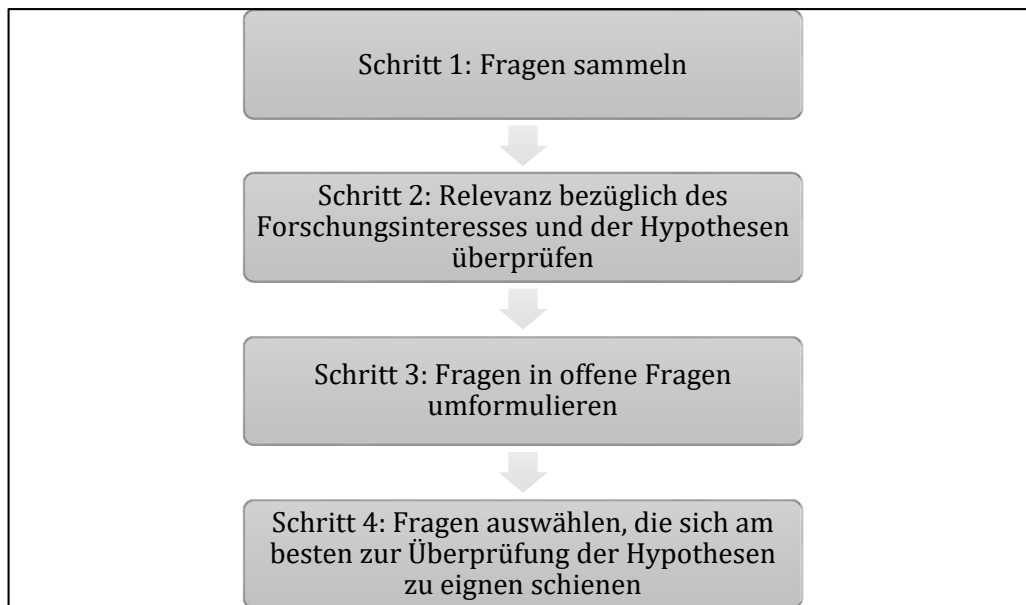 Schritt 1: Fragen sammeln
Schritt 2: Relevanz bezüglich des
Forschungsinteresses und der Hypothesen
überprüfen
Schritt 3: Fragen in offene Fragen
umformulieren
Schritt 4: Fragen auswählen, die sich am
besten zur Überprüfung der Hypothesen
zu eignen schienen